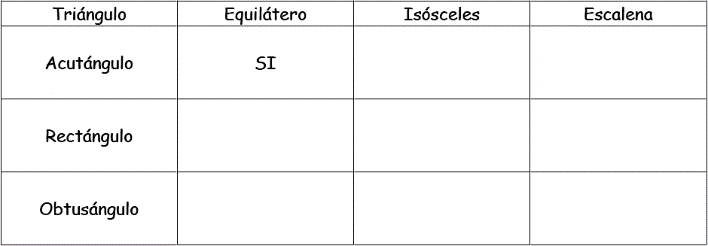 Triángulo Equilátero Isósceles Escalena
Acutángulo SI
Rectángulo
Obtusángulo